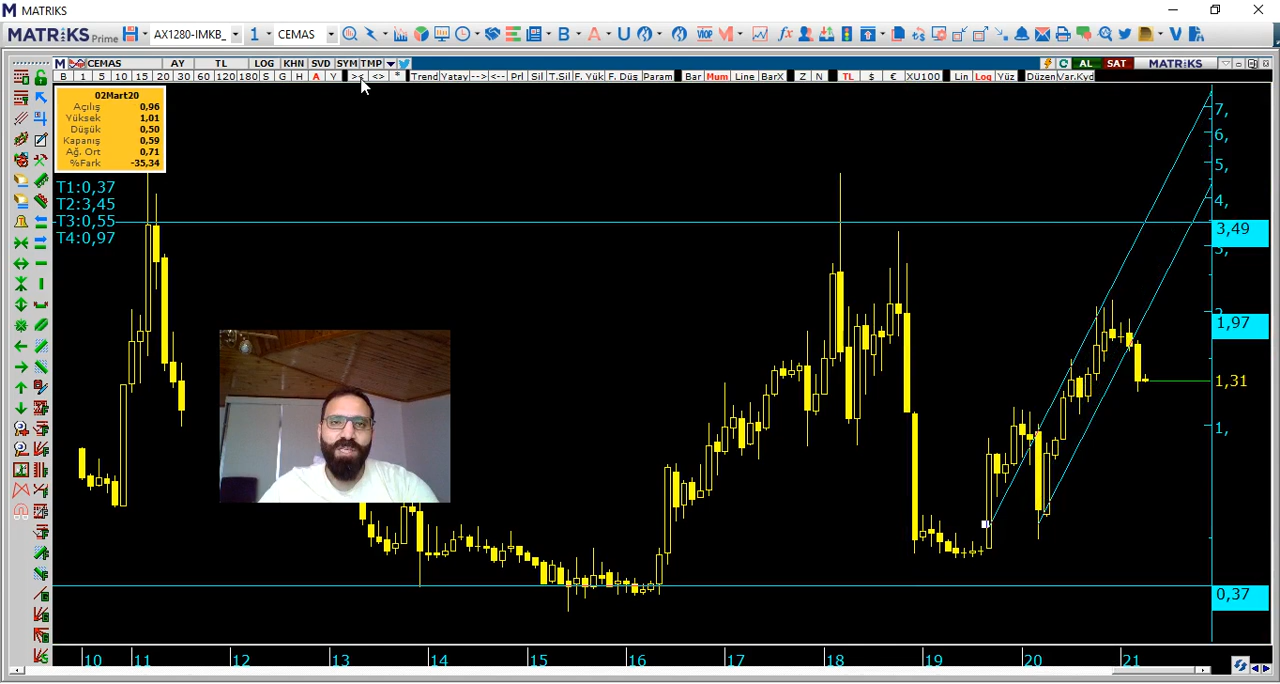 MATRIKS
MATRIKS Prime AX1280-IMKB_ 1 CEMAS B A U VIOP M fx V
M CEMAS AY TL LOG KHN SVD SYM TMP AL SAT MATRIKS
B 1 5 10 15 20 30 60 120 180 S G H A Y >< <> * Trend Yatay --> <-- Prl Sil T.Sil F. Yük F. Düş Param Bar Mum Line BarX Z N TL $ € XU100 Lin Log Yüz Düzen Var.Kyd
02Mart20
Açılış 0,96
Yüksek 1,01
Düşük 0,50
Kapanış 0,59
Ağ. Ort 0,71
%Fark -35,34
T1:0,37
T2:3,45
T3:0,55
T4:0,97
7,
6,
5,
4,
3,49
3,
1,97
1,31
1,
0,37
10 11 12 13 14 15 16 17 18 19 20 21